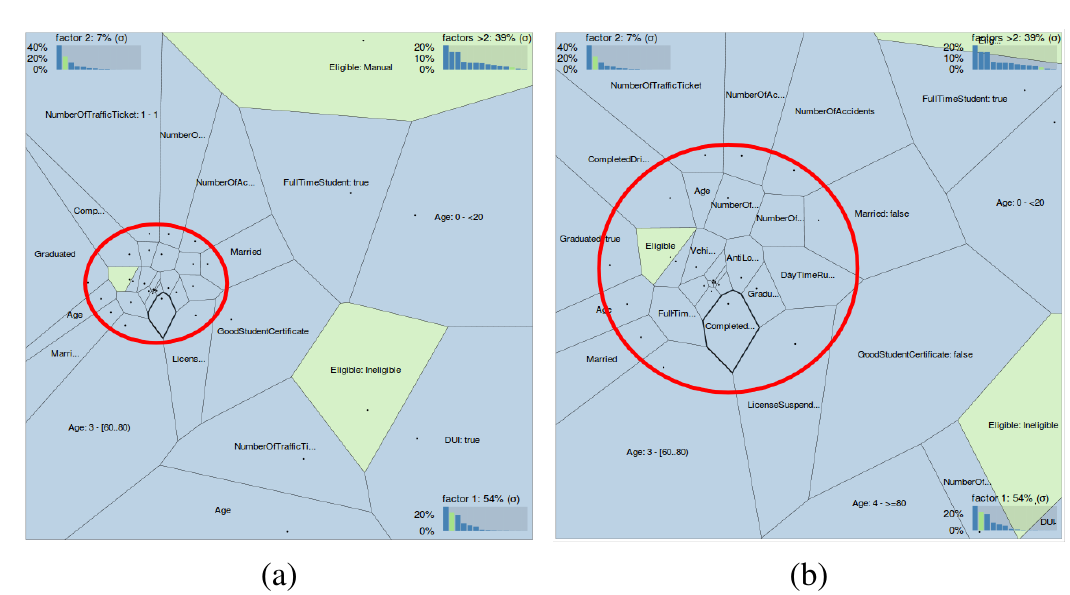 factor 2: 7% (σ)
40%
20%
0%
factors >2: 39% (σ)
20%
10%
0%
Eligible: Manual
NumberOfTrafficTicket: 1 - 1
NumberO...
NumberOfAc...
FullTimeStudent: true
Age: 0 - <20
Comp...
Graduated
Married
Age
GoodStudentCertificate
Marri...
Licens...
Eligible: Ineligible
Age: 3 - [60..80)
NumberOfTrafficTi...
DUI: true
Age
factor 1: 54% (σ)
20%
0%
(a)
factor 2: 7% (σ)
40%
20%
0%
Elig...
factors >2: 39% (σ)
20%
10%
0%
NumberOfTrafficTicket
NumberOfAc...
NumberOfAccidents
FullTimeStudent: true
CompletedDri...
Age
NumberOf...
NumberOf...
Married: false
Age: 0 - <20
Graduated: true
Eligible
Vehi...
AntiLo...
DayTimeRu...
Gradu...
Age
FullTim...
Completed...
Married
GoodStudentCertificate: false
LicenseSuspend...
Eligible: Ineligible
Age: 3 - [60..80)
NumberOf...
Age: 4 - >=80
factor 1: 54% (σ)
20%
0%
DUI
(b)